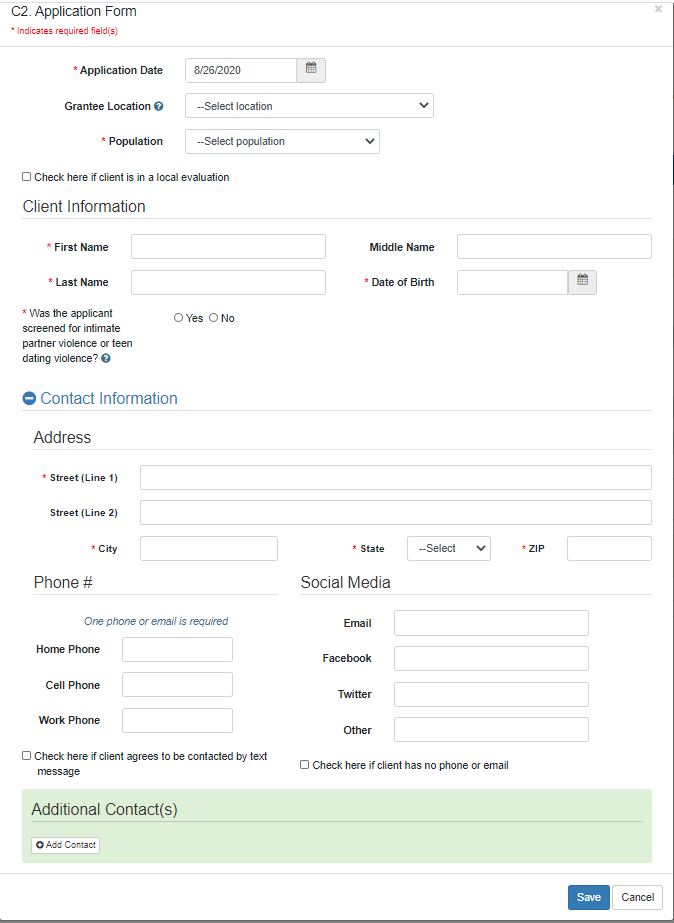 C2. Application Form ×
* Indicates required field(s)
* Application Date 8/26/2020
Grantee Location ? --Select location
* Population --Select population
Check here if client is in a local evaluation
Client Information
* First Name Middle Name
* Last Name * Date of Birth
* Was the applicant
screened for intimate
partner violence or teen
dating violence? ?
Yes No
Contact Information
Address
* Street (Line 1)
Street (Line 2)
* City * State --Select * ZIP
Phone # Social Media
One phone or email is required
Email
Home Phone
Facebook
Cell Phone
Twitter
Work Phone
Other
Check here if client agrees to be contacted by text
message
Check here if client has no phone or email
Additional Contact(s)
Add Contact
Save Cancel